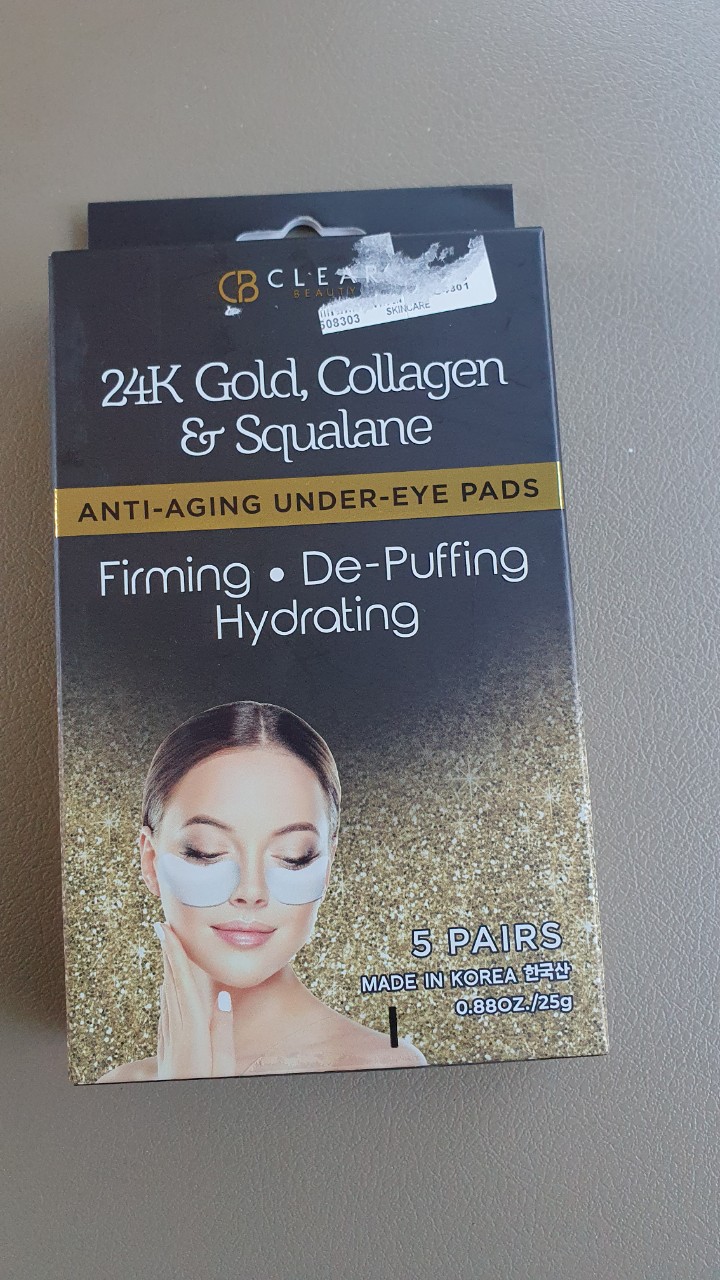 CB CLEAR
BEAUTY
508303
SKINCARE
24K Gold, Collagen
& Squalane
ANTI-AGING UNDER-EYE PADS
Firming • De-Puffing
Hydrating
5 PAIRS
MADE IN KOREA 한국산
0.88OZ./25g